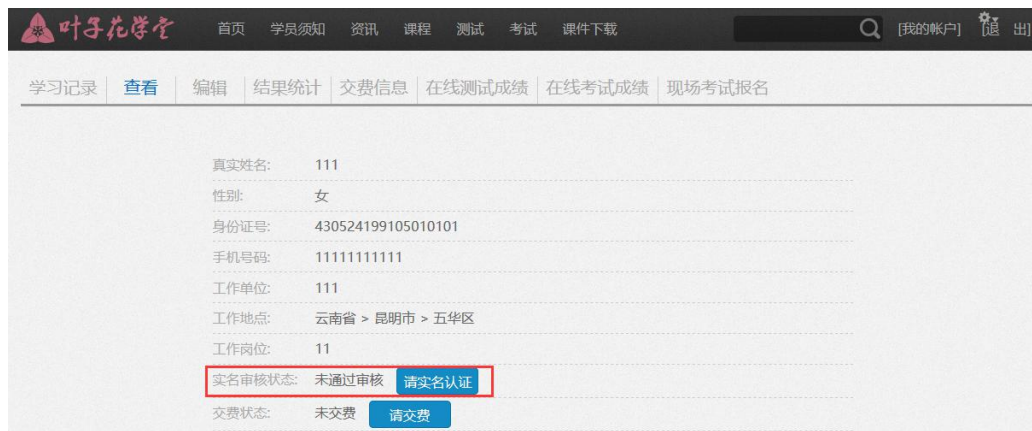 叶子花学堂 首页 学员须知 资讯 课程 测试 考试 课件下载 [我的帐户] [退 出]
学习记录 查看 编辑 结果统计 交费信息 在线测试成绩 在线考试成绩 现场考试报名
真实姓名: 111
性别: 女
身份证号: 430524199105010101
手机号码: 11111111111
工作单位: 111
工作地点: 云南省 > 昆明市 > 五华区
工作岗位: 11
实名审核状态: 未通过审核 请实名认证
交费状态: 未交费 请交费